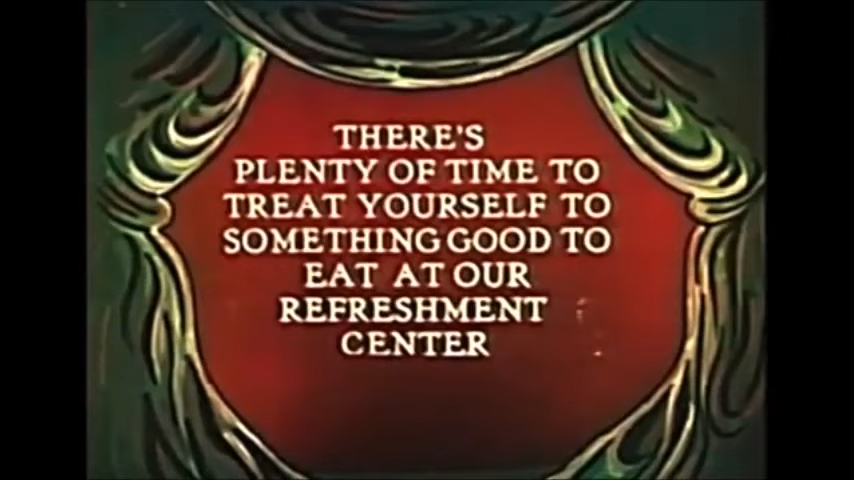 THERE'S
PLENTY OF TIME TO
TREAT YOURSELF TO
SOMETHING GOOD TO
EAT AT OUR
REFRESHMENT
CENTER